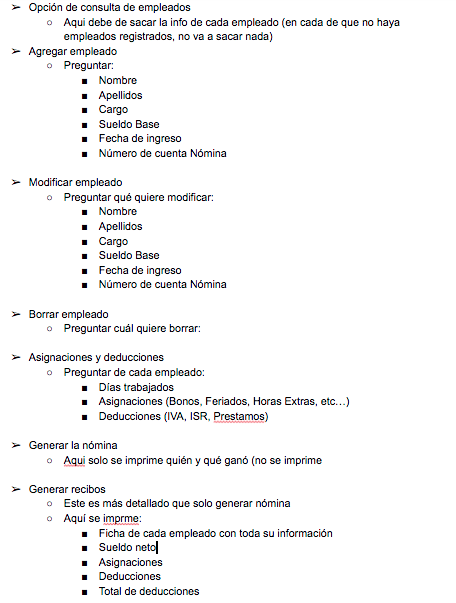 ➢ Opción de consulta de empleados
○ Aqui debe de sacar la info de cada empleado (en cada de que no haya
empleados registrados, no va a sacar nada)
➢ Agregar empleado
○ Preguntar:
■ Nombre
■ Apellidos
■ Cargo
■ Sueldo Base
■ Fecha de ingreso
■ Número de cuenta Nómina
➢ Modificar empleado
○ Preguntar qué quiere modificar:
■ Nombre
■ Apellidos
■ Cargo
■ Sueldo Base
■ Fecha de ingreso
■ Número de cuenta Nómina
➢ Borrar empleado
○ Preguntar cuál quiere borrar:
➢ Asignaciones y deducciones
○ Preguntar de cada empleado:
■ Días trabajados
■ Asignaciones (Bonos, Feriados, Horas Extras, etc…)
■ Deducciones (IVA, ISR, Prestamos)
➢ Generar la nómina
○ Aqui solo se imprime quién y qué ganó (no se imprime
➢ Generar recibos
○ Este es más detallado que solo generar nómina
○ Aquí se imprme:
■ Ficha de cada empleado con toda su información
■ Sueldo neto
■ Asignaciones
■ Deducciones
■ Total de deducciones